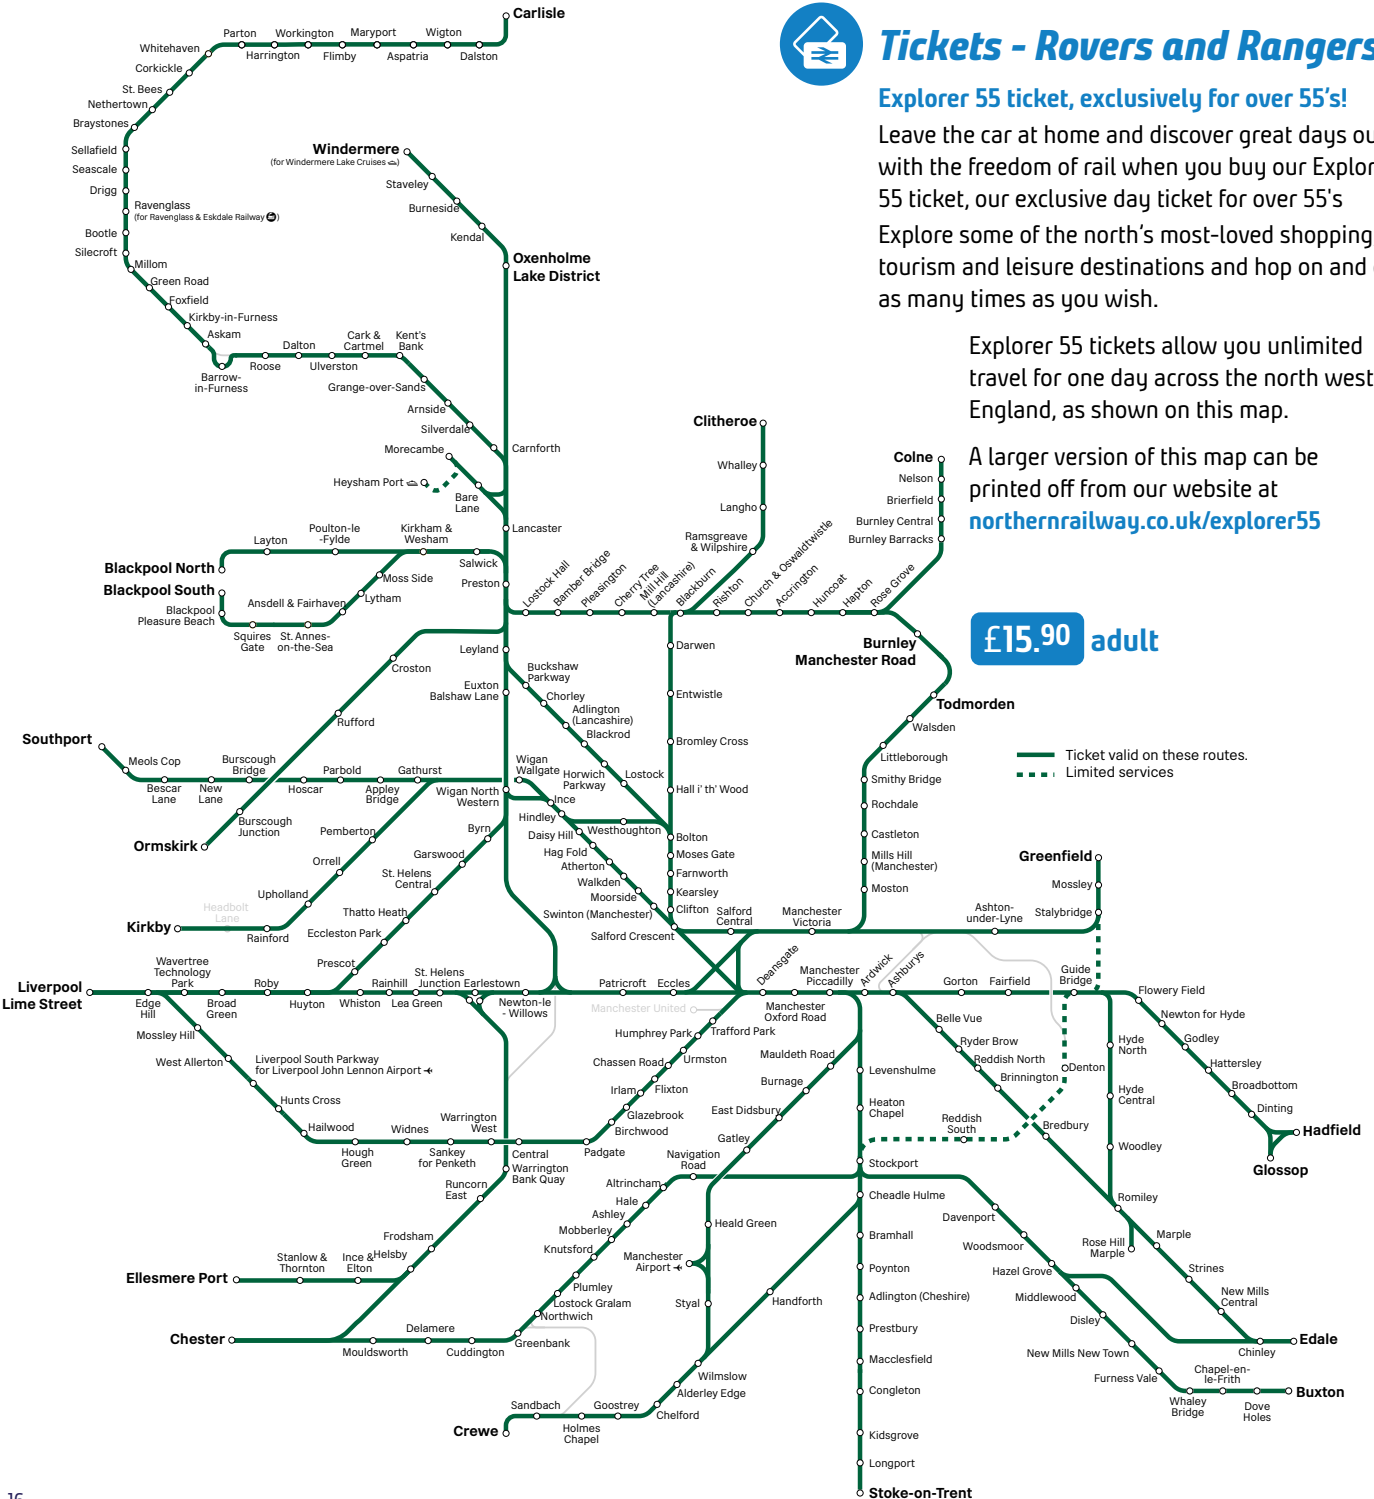 Tickets - Rovers and Rangers
Explorer 55 ticket, exclusively for over 55's!
Leave the car at home and discover great days ou
with the freedom of rail when you buy our Explor
55 ticket, our exclusive day ticket for over 55's
Explore some of the north's most-loved shopping
tourism and leisure destinations and hop on and
as many times as you wish.
Explorer 55 tickets allow you unlimited
travel for one day across the north west
England, as shown on this map.
A larger version of this map can be
printed off from our website at
northernrailway.co.uk/explorer55
£15.90 adult
Ticket valid on these routes.
Limited services
Carlisle
Dalston
Wigton
Aspatria
Maryport
Flimby
Workington
Harrington
Parton
Whitehaven
Corkickle
St. Bees
Nethertown
Braystones
Sellafield
Seascale
Drigg
Ravenglass
(for Ravenglass & Eskdale Railway)
Bootle
Silecroft
Millom
Green Road
Foxfield
Kirkby-in-Furness
Askam
Barrow-
in-Furness
Roose
Dalton
Ulverston
Cark &
Cartmel
Kent's
Bank
Grange-over-Sands
Arnside
Silverdale
Carnforth
Windermere
(for Windermere Lake Cruises)
Staveley
Burneside
Kendal
Oxenholme
Lake District
Morecambe
Heysham Port
Bare
Lane
Lancaster
Blackpool North
Layton
Poulton-le
-Fylde
Kirkham &
Wesham
Salwick
Preston
Blackpool South
Blackpool
Pleasure Beach
Squires
Gate
St. Annes-
on-the-Sea
Ansdell & Fairhaven
Lytham
Moss Side
Lostock Hall
Bamber Bridge
Pleasington
Cherry Tree
Mill Hill
(Lancashire)
Blackburn
Rishton
Church & Oswaldtwistle
Accrington
Huncoat
Hapton
Rose Grove
Clitheroe
Whalley
Langho
Ramsgreave
& Wilpshire
Colne
Nelson
Brierfield
Burnley Central
Burnley Barracks
Burnley
Manchester Road
Todmorden
Walsden
Littleborough
Smithy Bridge
Rochdale
Castleton
Mills Hill
(Manchester)
Moston
Darwen
Entwistle
Bromley Cross
Hall i' th' Wood
Bolton
Moses Gate
Farnworth
Kearsley
Clifton
Leyland
Euxton
Balshaw Lane
Buckshaw
Parkway
Chorley
Adlington
(Lancashire)
Blackrod
Horwich
Parkway
Lostock
Croston
Rufford
Burscough
Junction
Ormskirk
Southport
Meols Cop
Bescar
Lane
New
Lane
Burscough
Bridge
Hoscar
Parbold
Appley
Bridge
Gathurst
Wigan
Wallgate
Wigan North
Western
Ince
Hindley
Westhoughton
Daisy Hill
Hag Fold
Atherton
Walkden
Moorside
Swinton (Manchester)
Salford Crescent
Salford
Central
Manchester
Victoria
Ashton-
under-Lyne
Stalybridge
Mossley
Greenfield
Pemberton
Orrell
Upholland
Rainford
Headbolt
Lane
Kirkby
Byrn
Garswood
St. Helens
Central
Thatto Heath
Eccleston Park
Prescot
Liverpool
Lime Street
Edge
Hill
Wavertree
Technology
Park
Broad
Green
Roby
Huyton
Whiston
Rainhill
Lea Green
St. Helens
Junction
Earlestown
Newton-le
- Willows
Patricroft
Eccles
Manchester United
Deansgate
Manchester
Oxford Road
Manchester
Piccadilly
Ardwick
Ashburys
Gorton
Fairfield
Guide
Bridge
Flowery Field
Newton for Hyde
Godley
Hattersley
Broadbottom
Dinting
Hadfield
Glossop
Mossley Hill
West Allerton
Liverpool South Parkway
for Liverpool John Lennon Airport
Hunts Cross
Hailwood
Hough
Green
Widnes
Sankey
for Penketh
Warrington
West
Central
Padgate
Birchwood
Glazebrook
Irlam
Flixton
Chassen Road
Urmston
Humphrey Park
Trafford Park
Warrington
Bank Quay
Runcorn
East
Frodsham
Helsby
Ince &
Elton
Stanlow &
Thornton
Ellesmere Port
Chester
Mouldsworth
Delamere
Cuddington
Greenbank
Northwich
Lostock Gralam
Plumley
Knutsford
Mobberley
Ashley
Hale
Altrincham
Navigation
Road
Mauldeth Road
Burnage
East Didsbury
Gatley
Heald Green
Manchester
Airport
Styal
Levenshulme
Heaton
Chapel
Stockport
Cheadle Hulme
Bramhall
Poynton
Adlington (Cheshire)
Prestbury
Macclesfield
Congleton
Kidsgrove
Longport
Stoke-on-Trent
Handforth
Wilmslow
Alderley Edge
Chelford
Goostrey
Holmes
Chapel
Sandbach
Crewe
Belle Vue
Ryder Brow
Reddish North
Brinnington
Bredbury
Reddish
South
Denton
Hyde
North
Hyde
Central
Woodley
Romiley
Rose Hill
Marple
Marple
Strines
New Mills
Central
Chinley
Edale
Davenport
Woodsmoor
Hazel Grove
Middlewood
Disley
New Mills New Town
Furness Vale
Whaley
Bridge
Chapel-en-
le-Frith
Dove
Holes
Buxton